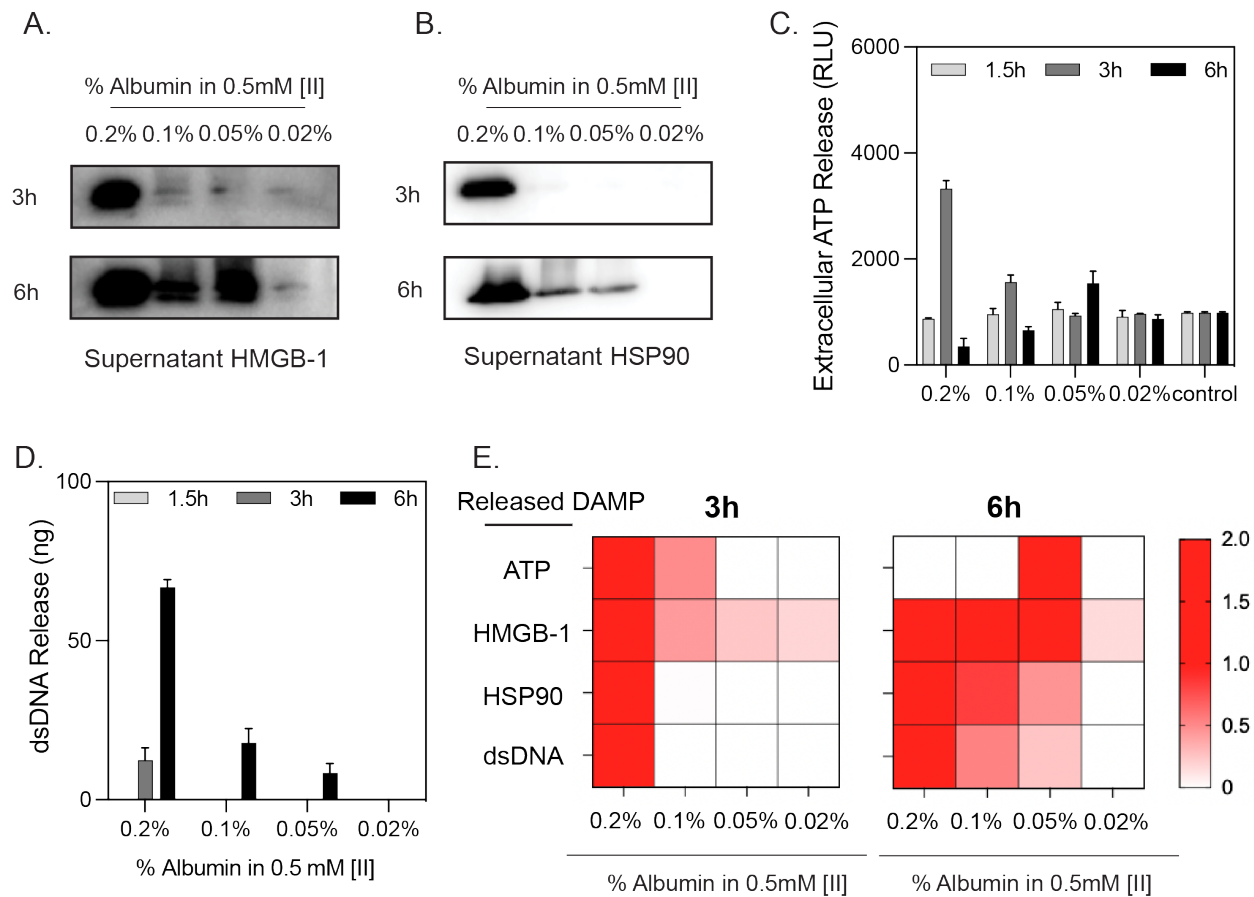 A.
% Albumin in 0.5mM [II]
0.2% 0.1% 0.05% 0.02%
3h
6h
Supernatant HMGB-1
B.
% Albumin in 0.5mM [II]
0.2% 0.1% 0.05% 0.02%
3h
6h
Supernatant HSP90
C.
Extracellular ATP Release (RLU)
6000
4000
2000
0
1.5h 3h 6h
0.2% 0.1% 0.05% 0.02% control
D.
dsDNA Release (ng)
100
50
0
1.5h 3h 6h
0.2% 0.1% 0.05% 0.02%
% Albumin in 0.5 mM [II]
E.
Released DAMP
3h
6h
ATP
HMGB-1
HSP90
dsDNA
0.2% 0.1% 0.05% 0.02%
% Albumin in 0.5mM [II]
0.2% 0.1% 0.05% 0.02%
% Albumin in 0.5mM [II]
2.0
1.5
1.0
0.5
0